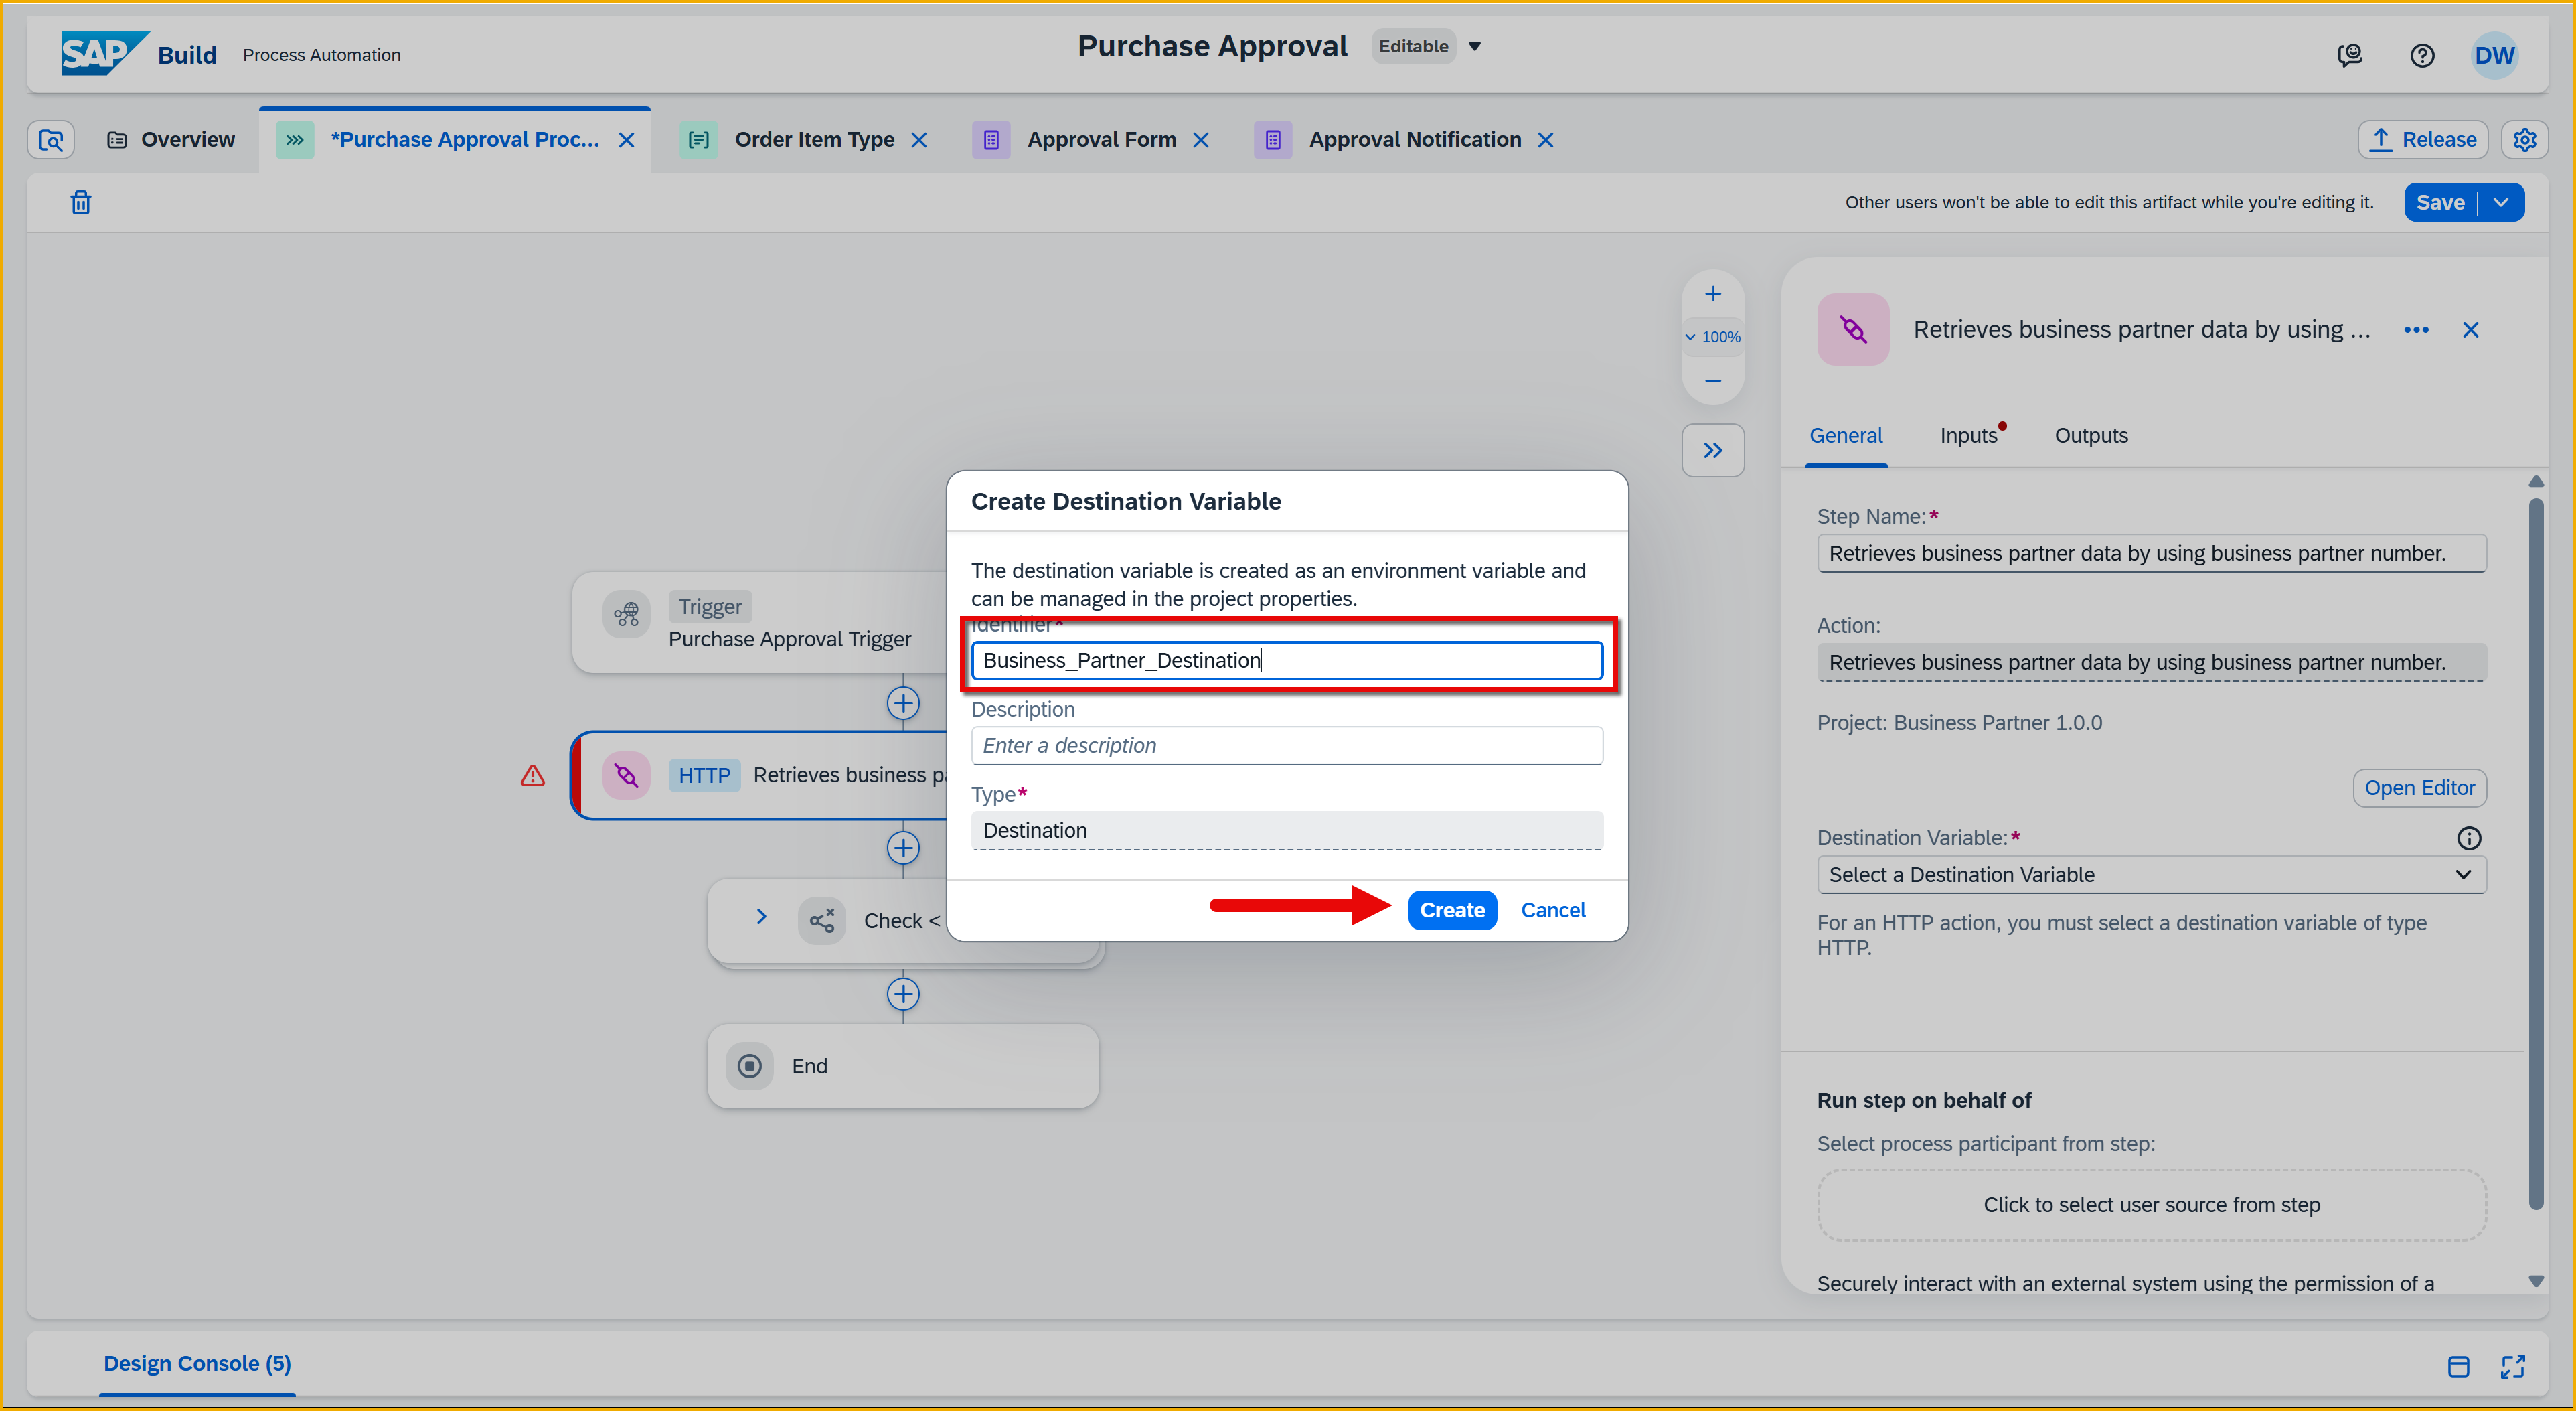 SAP Build Process Automation
Purchase Approval Editable
DW
Overview
*Purchase Approval Proc...
Order Item Type
Approval Form
Approval Notification
Release
Other users won't be able to edit this artifact while you're editing it.
Save
100%
Trigger
Purchase Approval Trigger
HTTP Retrieves business pa
Check <
End
Create Destination Variable
The destination variable is created as an environment variable and
can be managed in the project properties.
Identifier*
Business_Partner_Destination
Description
Enter a description
Type*
Destination
Create
Cancel
Retrieves business partner data by using ...
General
Inputs
Outputs
Step Name:*
Retrieves business partner data by using business partner number.
Action:
Retrieves business partner data by using business partner number.
Project: Business Partner 1.0.0
Open Editor
Destination Variable:*
Select a Destination Variable
For an HTTP action, you must select a destination variable of type
HTTP.
Run step on behalf of
Select process participant from step:
Click to select user source from step
Securely interact with an external system using the permission of a
Design Console (5)